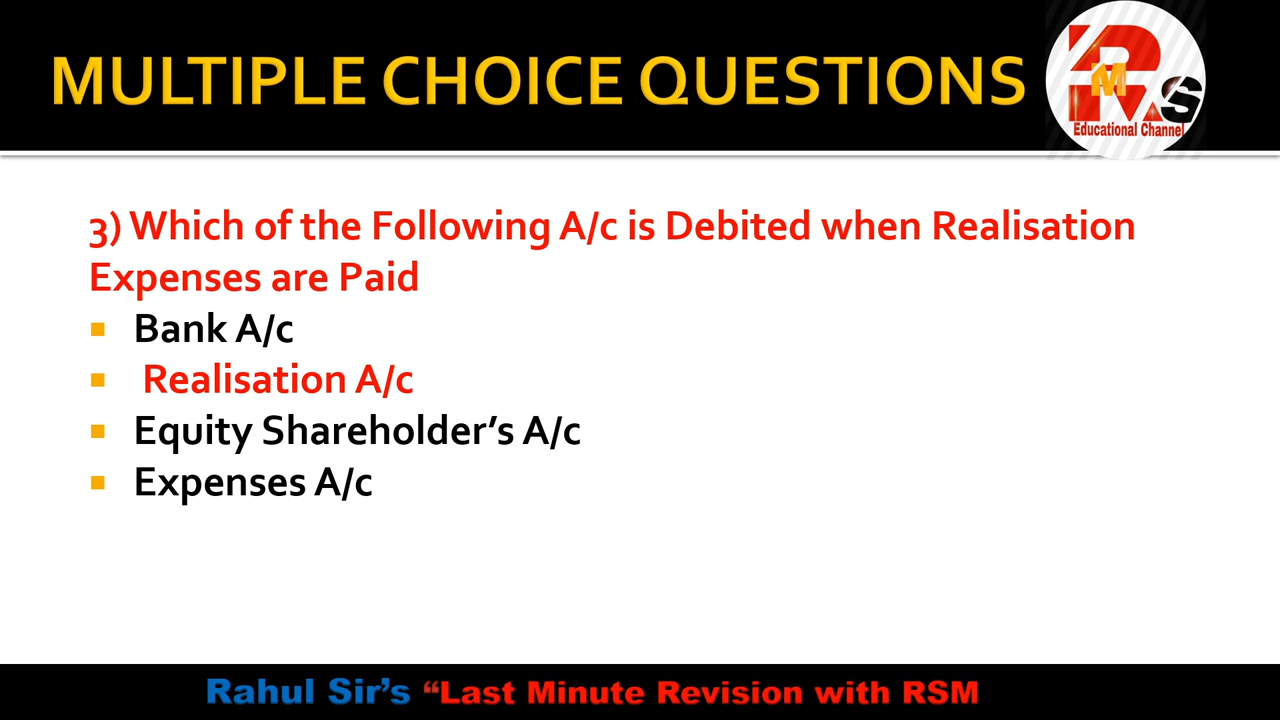 MULTIPLE CHOICE QUESTIONS
RMS
Educational Channel
3) Which of the Following A/c is Debited when Realisation
Expenses are Paid
Bank A/c
Realisation A/c
Equity Shareholder’s A/c
Expenses A/c
Rahul Sir’s “Last Minute Revision with RSM